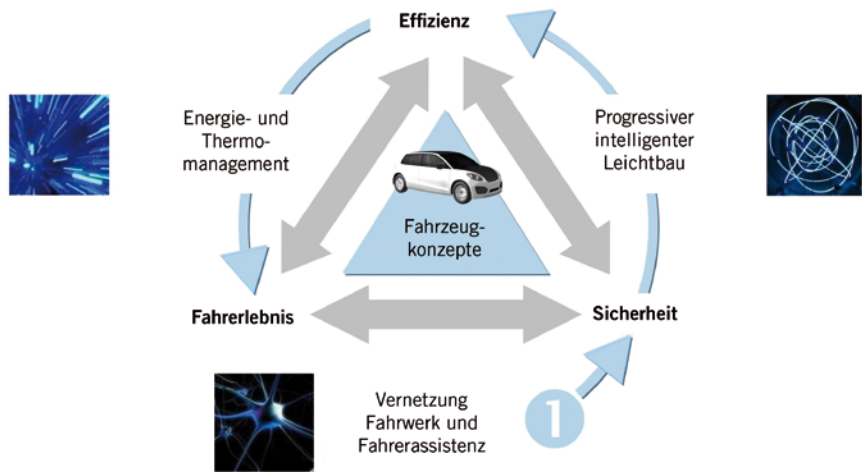 Effizienz
Energie- und
Thermo-
management
Progressiver
intelligenter
Leichtbau
Fahrzeug-
konzepte
Fahrerlebnis
Sicherheit
Vernetzung
Fahrwerk und
Fahrerassistenz
1